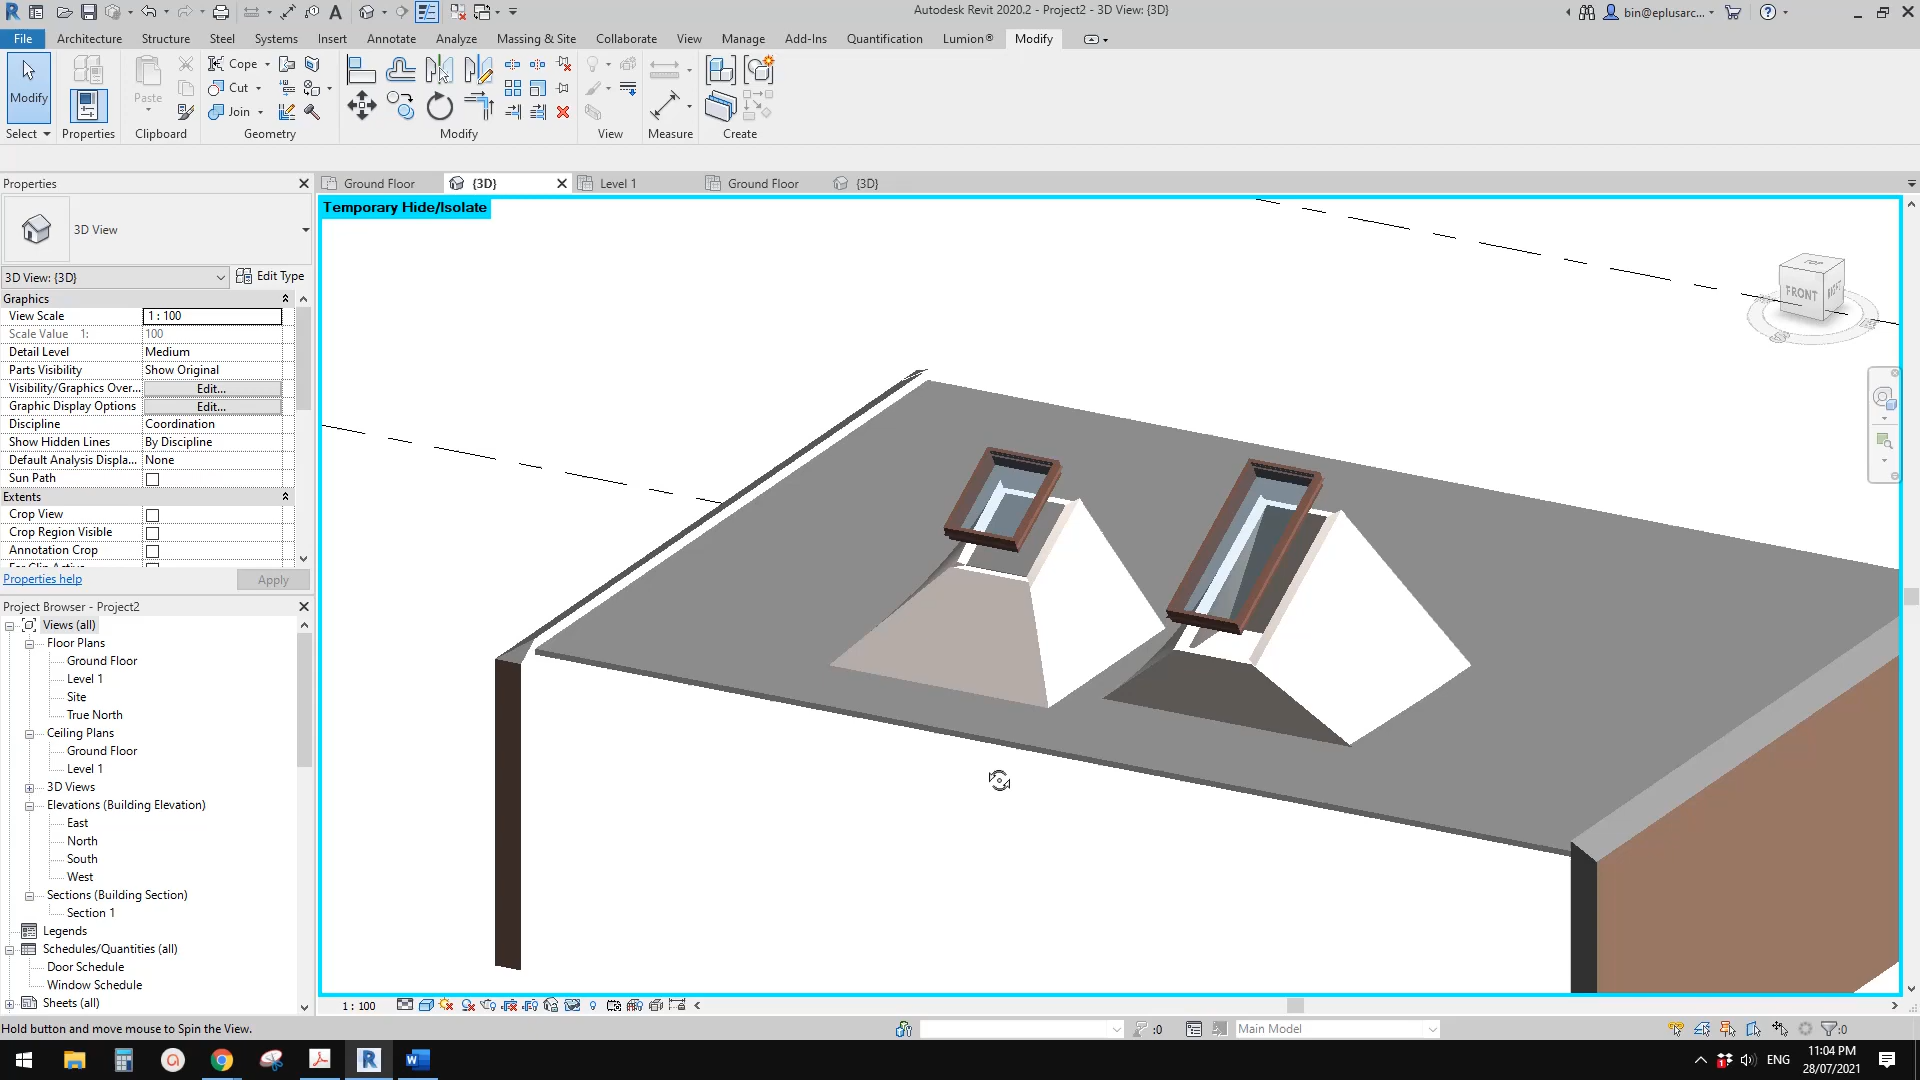 Autodesk Revit 2020.2 - Project2 - 3D View: {3D}
bin@eplusarc...
File
Architecture
Structure
Steel
Systems
Insert
Annotate
Analyze
Massing & Site
Collaborate
View
Manage
Add-Ins
Quantification
Lumion®
Modify
Modify
Paste
Cope
Cut
Join
Select
Properties
Clipboard
Geometry
Modify
View
Measure
Create
Properties
Ground Floor
{3D}
Level 1
Ground Floor
{3D}
Temporary Hide/Isolate
3D View
3D View: {3D}
Edit Type
Graphics
View Scale
1 : 100
Scale Value 1:
100
Detail Level
Medium
Parts Visibility
Show Original
Visibility/Graphics Over...
Edit...
Graphic Display Options
Edit...
Discipline
Coordination
Show Hidden Lines
By Discipline
Default Analysis Displa...
None
Sun Path
Extents
Crop View
Crop Region Visible
Annotation Crop
Properties help
Apply
Project Browser - Project2
Views (all)
Floor Plans
Ground Floor
Level 1
Site
True North
Ceiling Plans
Ground Floor
Level 1
3D Views
Elevations (Building Elevation)
East
North
South
West
Sections (Building Section)
Section 1
Legends
Schedules/Quantities (all)
Door Schedule
Window Schedule
Sheets (all)
TOP
FRONT
RIGHT
1 : 100
Hold button and move mouse to Spin the View.
:0
Main Model
:0
ENG
11:04 PM
28/07/2021